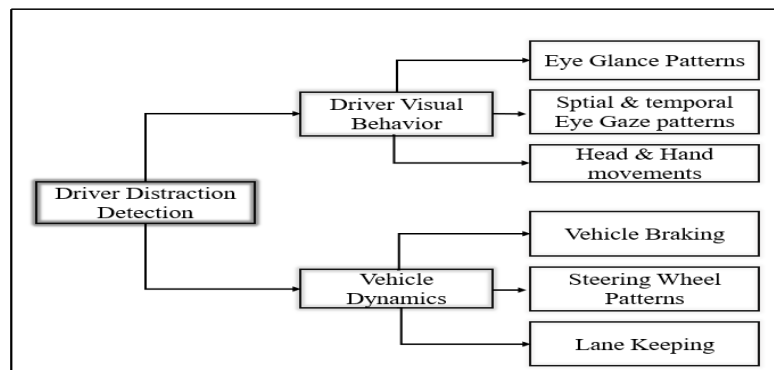 Driver Distraction
Detection
Driver Visual
Behavior
Eye Glance Patterns
Sptial & temporal
Eye Gaze patterns
Head & Hand
movements
Vehicle
Dynamics
Vehicle Braking
Steering Wheel
Patterns
Lane Keeping